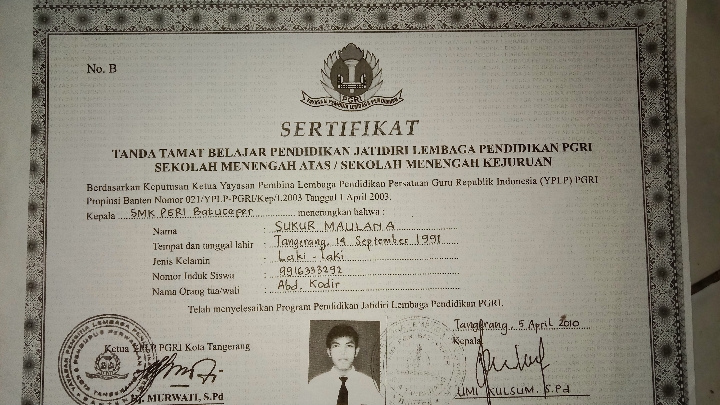 No. B
PGRI
SERTIFIKAT
TANDA TAMAT BELAJAR PENDIDIKAN JATIDIRI LEMBAGA PENDIDIKAN PGRI
SEKOLAH MENENGAH ATAS / SEKOLAH MENENGAH KEJURUAN
Berdasarkan Keputusan Ketua Yayasan Pembina Lembaga Pendidikan Persatuan Guru Republik Indonesia (YPLP) PGRI
Propinsi Banten Nomor 021/YPLP-PGRI/Kep/I.2003 Tanggal 1 April 2003.
Kepala SMK PGRI Batuceper menerangkan bahwa :
Nama : SUKUR MAULANA
Tempat dan tanggal lahir : Tangerang, 14 September 1991
Jenis Kelamin : Laki - laki
Nomor Induk Siswa : 9916333292
Nama Orang tua/wali : Abd. Kodir
Telah menyelesaikan Program Pendidikan Jatidiri Lembaga Pendidikan PGRI.
Tangerang, 5 April 2010
Ketua YPLP PGRI Kota Tangerang
Kepala
MURWATI, S.Pd
UMI KULSUM, S.Pd